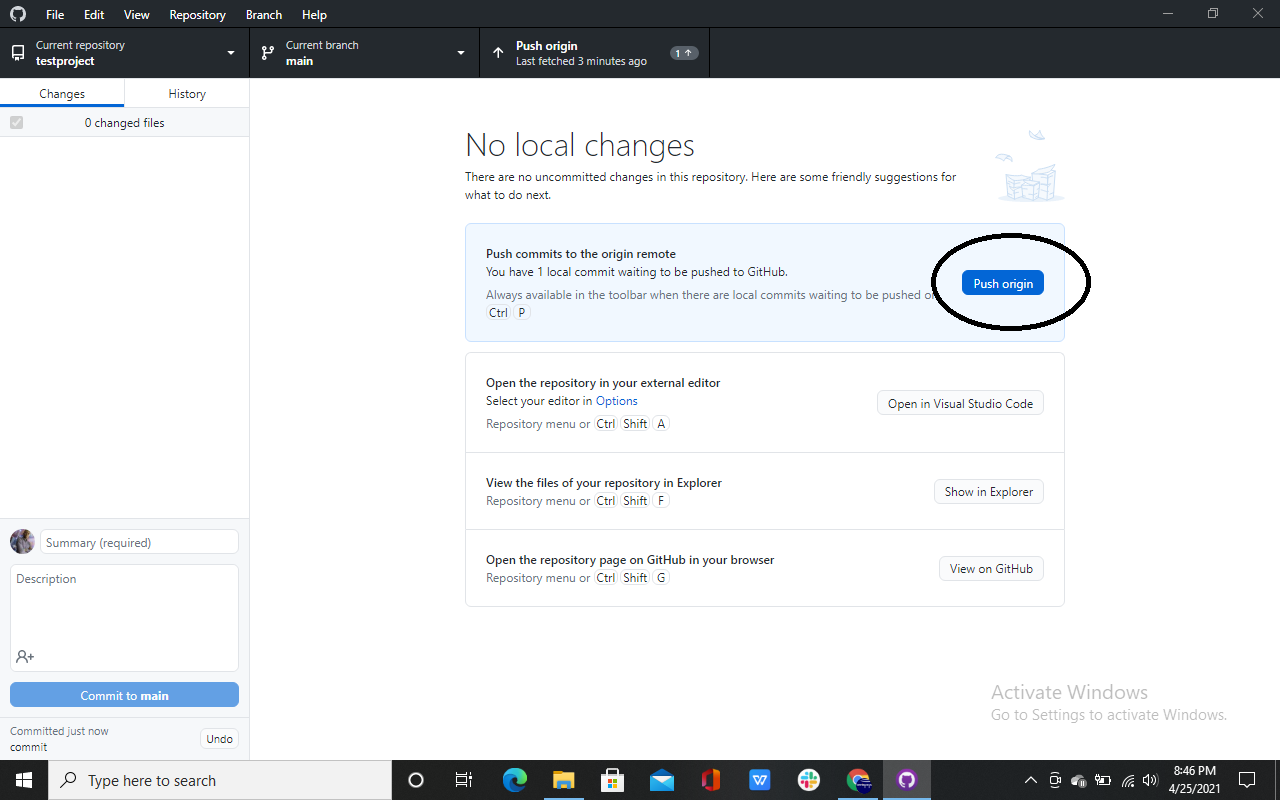 File Edit View Repository Branch Help
Current repository
testproject
Current branch
main
Push origin
Last fetched 3 minutes ago
1
Changes History
0 changed files
No local changes
There are no uncommitted changes in this repository. Here are some friendly suggestions for
what to do next.
Push commits to the origin remote
You have 1 local commit waiting to be pushed to GitHub.
Always available in the toolbar when there are local commits waiting to be pushed or
Ctrl P
Push origin
Open the repository in your external editor
Select your editor in Options
Repository menu or Ctrl Shift A
Open in Visual Studio Code
View the files of your repository in Explorer
Repository menu or Ctrl Shift F
Show in Explorer
Open the repository page on GitHub in your browser
Repository menu or Ctrl Shift G
View on GitHub
Summary (required)
Description
Commit to main
Committed just now
commit
Undo
Activate Windows
Go to Settings to activate Windows.
Type here to search
8:46 PM
4/25/2021